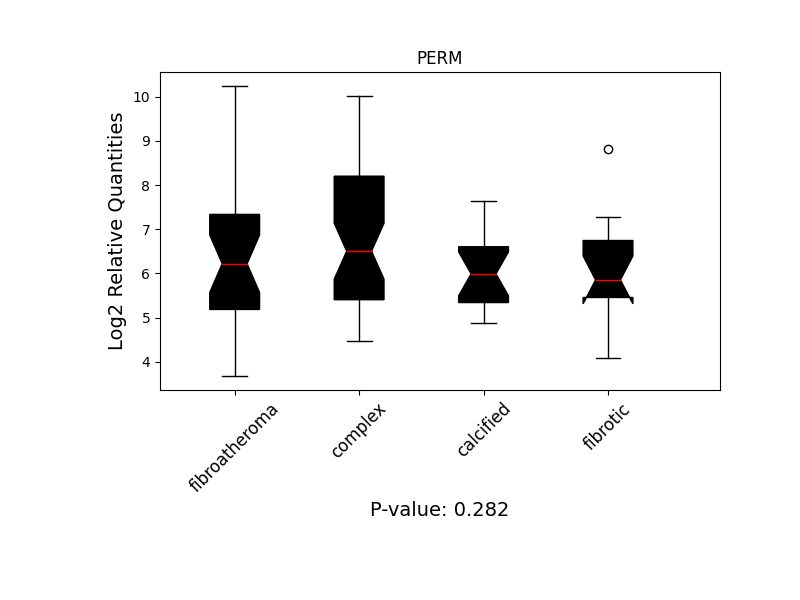 PERM
Log2 Relative Quantities
10
9
8
7
6
5
4
fibroatheroma
complex
calcified
fibrotic
P-value: 0.282